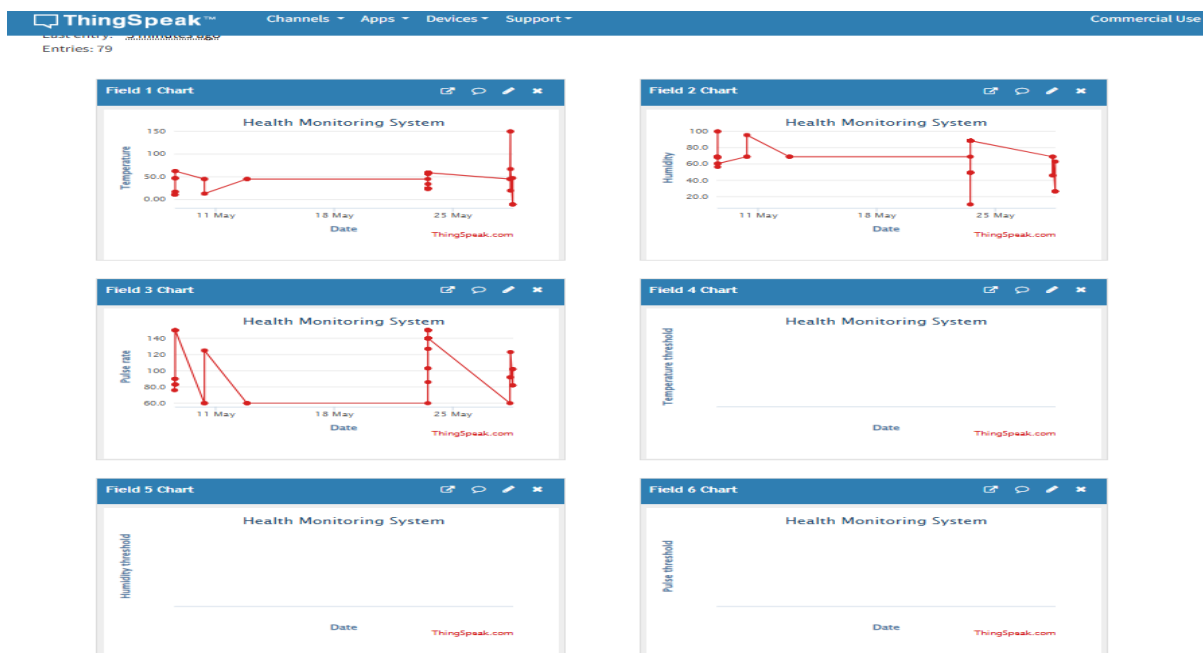 ThingSpeak™ Channels Apps Devices Support Commercial Use
Last entry: 5 minutes ago
Entries: 79
Field 1 Chart
Health Monitoring System
Temperature
150
100
50.0
0.00
11 May 18 May 25 May
Date
ThingSpeak.com
Field 2 Chart
Health Monitoring System
Humidity
100
80.0
60.0
40.0
20.0
11 May 18 May 25 May
Date
ThingSpeak.com
Field 3 Chart
Health Monitoring System
Pulse rate
140
120
100
80.0
60.0
11 May 18 May 25 May
Date
ThingSpeak.com
Field 4 Chart
Health Monitoring System
Temperature threshold
Date
ThingSpeak.com
Field 5 Chart
Health Monitoring System
Humidity threshold
Date
ThingSpeak.com
Field 6 Chart
Health Monitoring System
Pulse threshold
Date
ThingSpeak.com